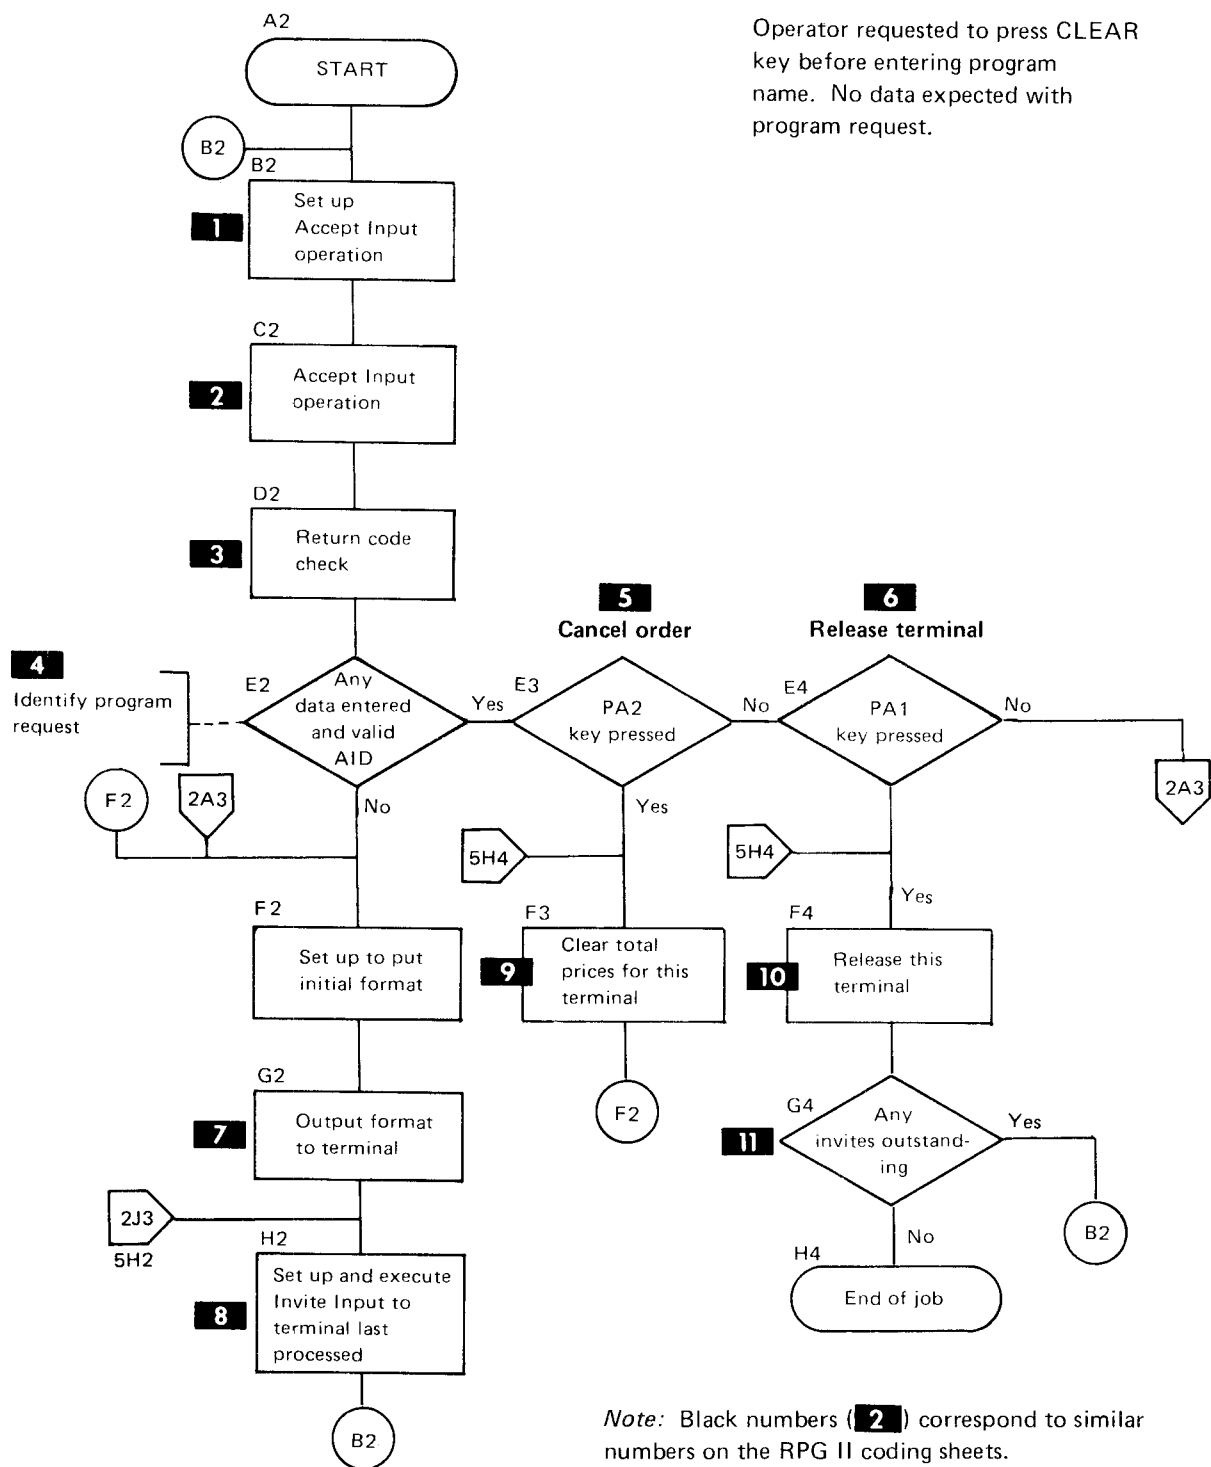 A2
START
Operator requested to press CLEAR
key before entering program
name. No data expected with
program request.
B2
B2
1
Set up
Accept Input
operation
C2
2
Accept Input
operation
D2
3
Return code
check
5
Cancel order
6
Release terminal
4
Identify program
request
E2
Any
data entered
and valid
AID
Yes
No
E3
PA2
key pressed
No
Yes
E4
PA1
key pressed
No
2A3
F2
2A3
5H4
5H4
Yes
F2
Set up to put
initial format
F3
9
Clear total
prices for this
terminal
F4
10
Release this
terminal
G2
7
Output format
to terminal
F2
G4
11
Any
invites outstand-
ing
Yes
No
B2
2J3
5H2
H2
8
Set up and execute
Invite Input to
terminal last
processed
H4
End of job
B2
Note: Black numbers (2) correspond to similar
numbers on the RPG II coding sheets.